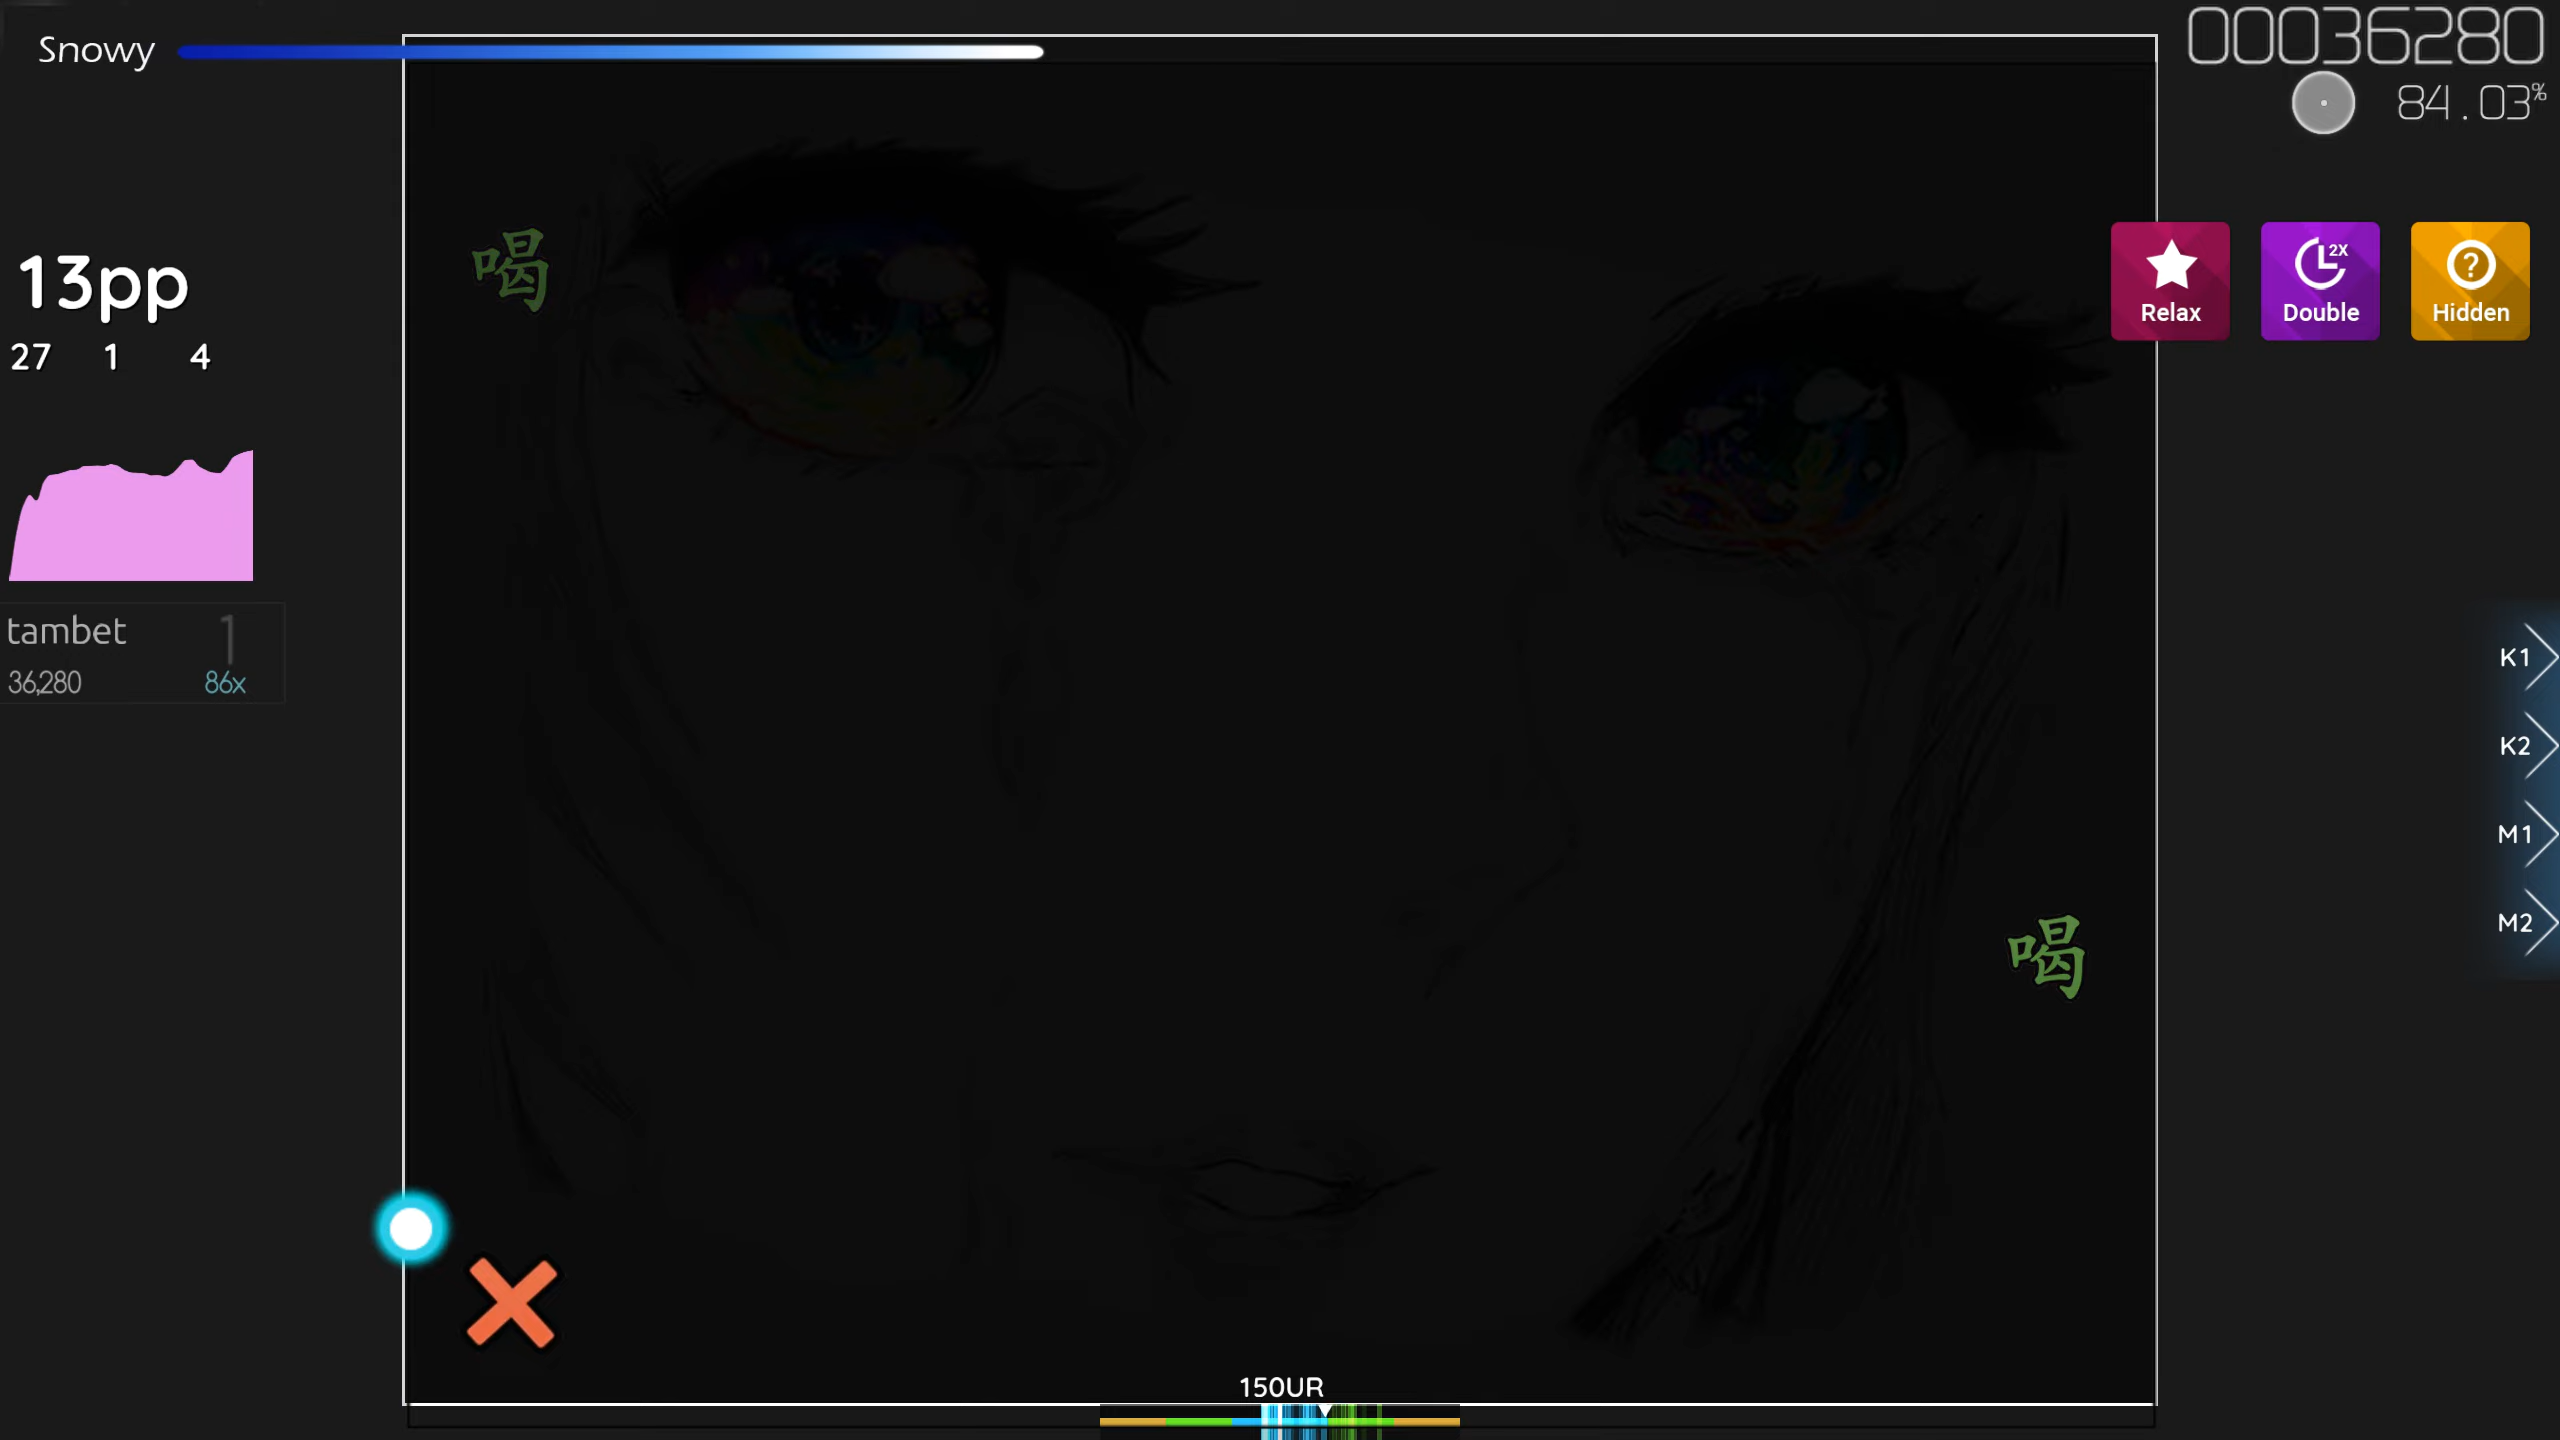 Snowy
00036280
84.03%
Relax
2X
Double
?
Hidden
喝
13pp
27 1 4
tambet 1
36,280 86x
K1
K2
M1
M2
喝
150UR